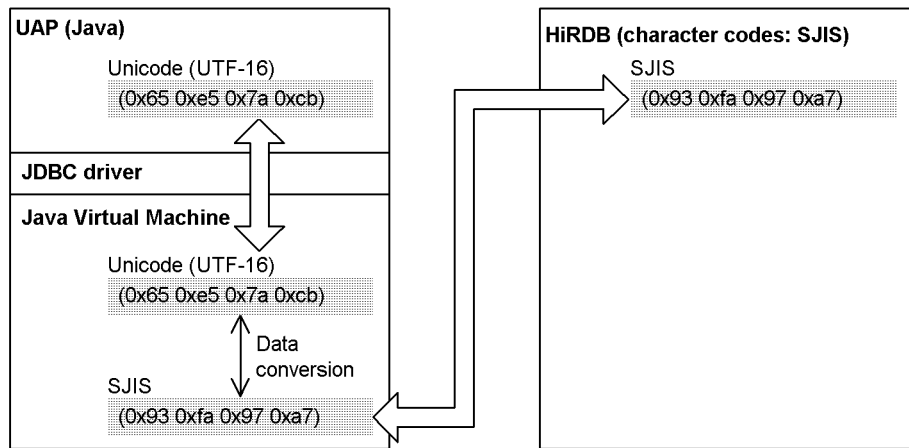 UAP (Java)
Unicode (UTF-16)
(0x65 0xe5 0x7a 0xcb)
JDBC driver
Java Virtual Machine
Unicode (UTF-16)
(0x65 0xe5 0x7a 0xcb)
Data
conversion
SJIS
(0x93 0xfa 0x97 0xa7)
HiRDB (character codes: SJIS)
SJIS
(0x93 0xfa 0x97 0xa7)